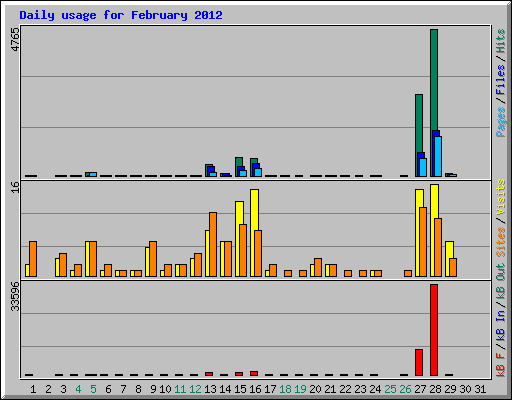 Daily usage for February 2012
4765
Pages / Files / Hits
16
Sites / Visits
33596
kB F / kB In / kB Out
1 2 3 4 5 6 7 8 9 10 11 12 13 14 15 16 17 18 19 20 21 22 23 24 25 26 27 28 29 30 31